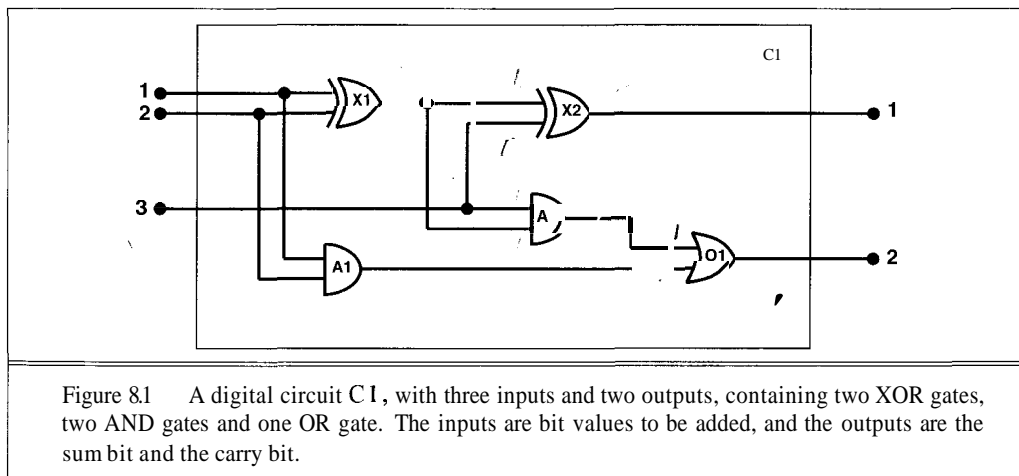 C1
1
X1
X2
1
2
3
A
A1
O1
2
Figure 8.1 A digital circuit C1, with three inputs and two outputs, containing two XOR gates,
two AND gates and one OR gate. The inputs are bit values to be added, and the outputs are the
sum bit and the carry bit.